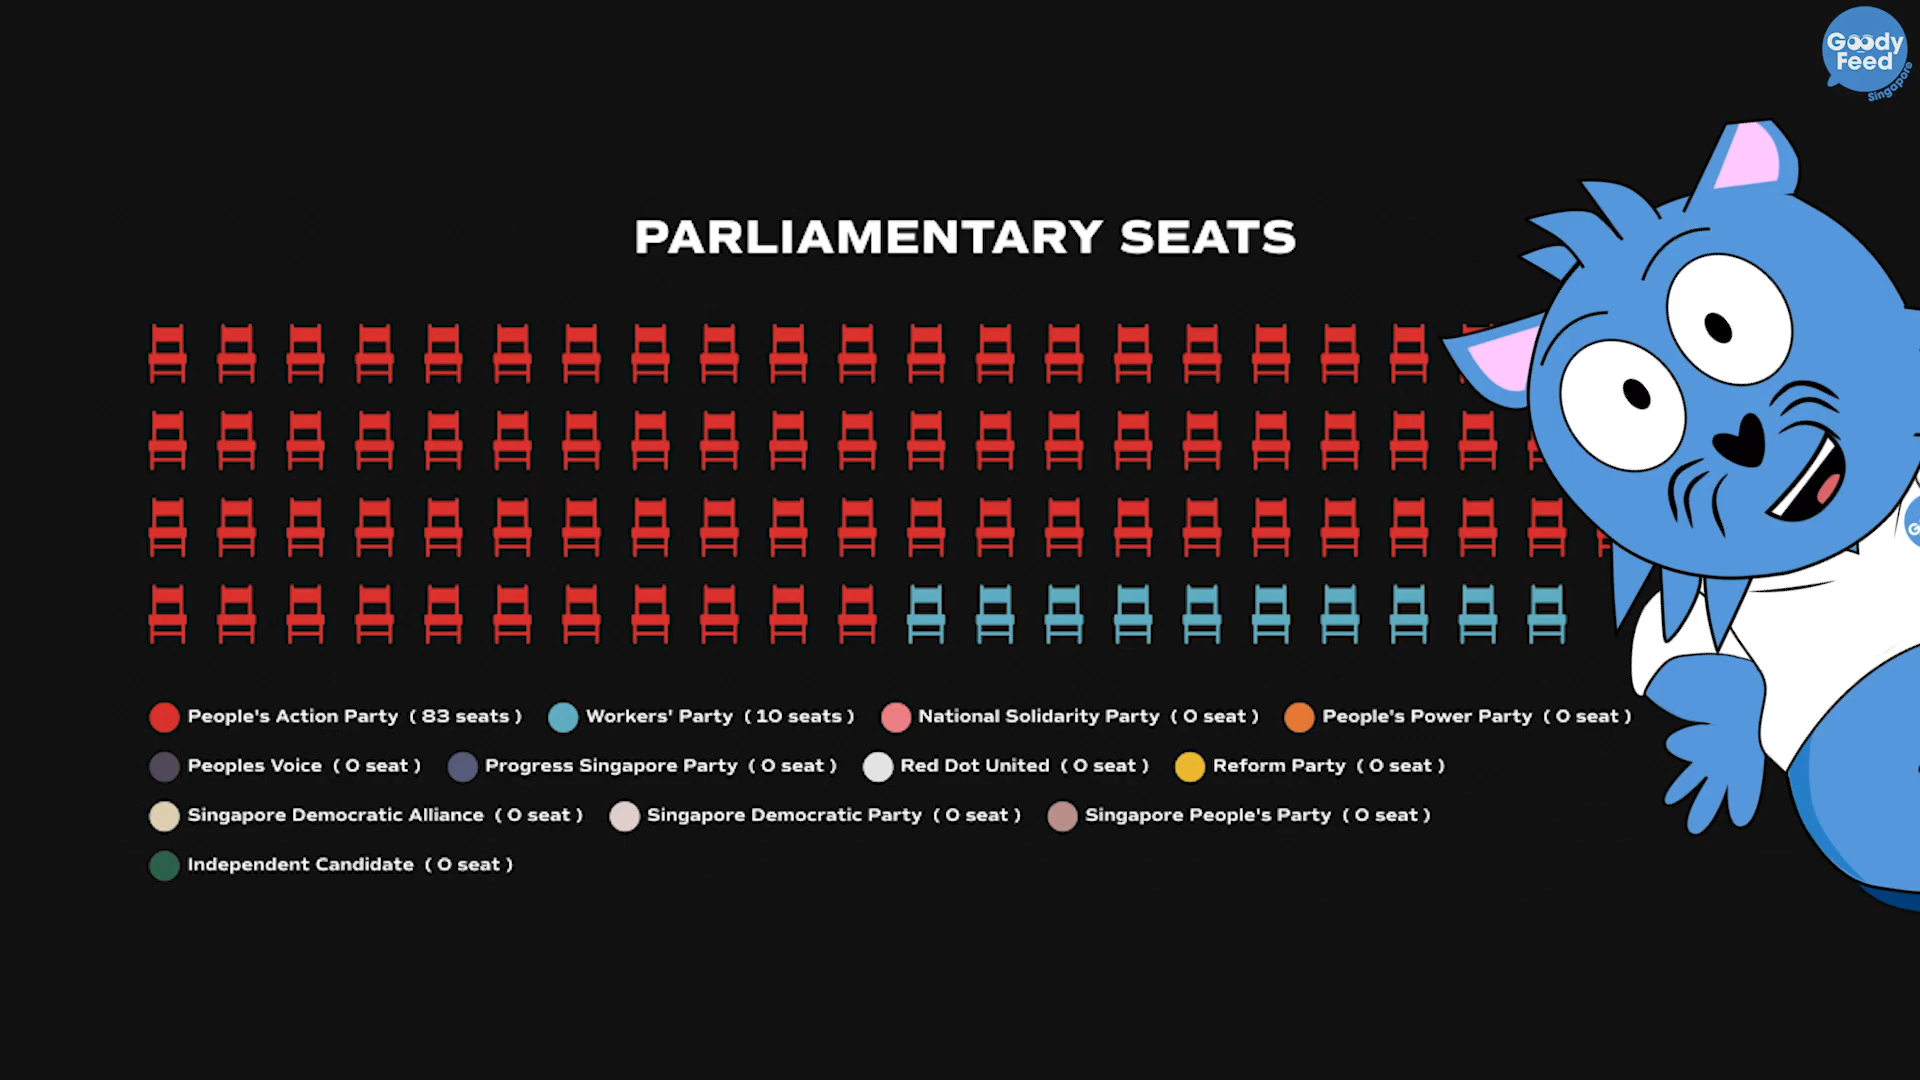 Goody
Feed
Singapore
PARLIAMENTARY SEATS
People's Action Party ( 83 seats ) Workers' Party ( 10 seats ) National Solidarity Party ( 0 seat ) People's Power Party ( 0 seat )
Peoples Voice ( 0 seat ) Progress Singapore Party ( 0 seat ) Red Dot United ( 0 seat ) Reform Party ( 0 seat )
Singapore Democratic Alliance ( 0 seat ) Singapore Democratic Party ( 0 seat ) Singapore People's Party ( 0 seat )
Independent Candidate ( 0 seat )